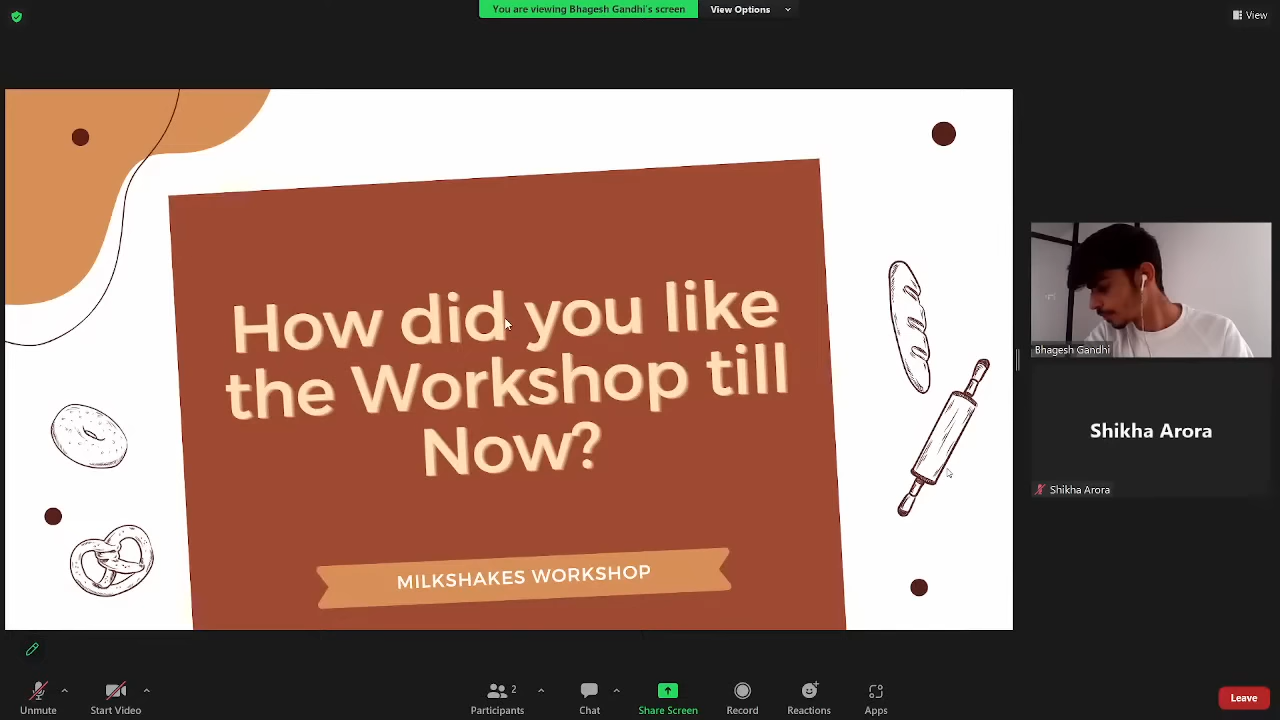 You are viewing Bhagesh Gandhi's screen
View Options
View
How did you like
the Workshop till
Now?
MILKSHAKES WORKSHOP
Bhagesh Gandhi
Shikha Arora
Shikha Arora
Unmute
Start Video
Participants
2
Chat
Share Screen
Record
Reactions
Apps
Leave